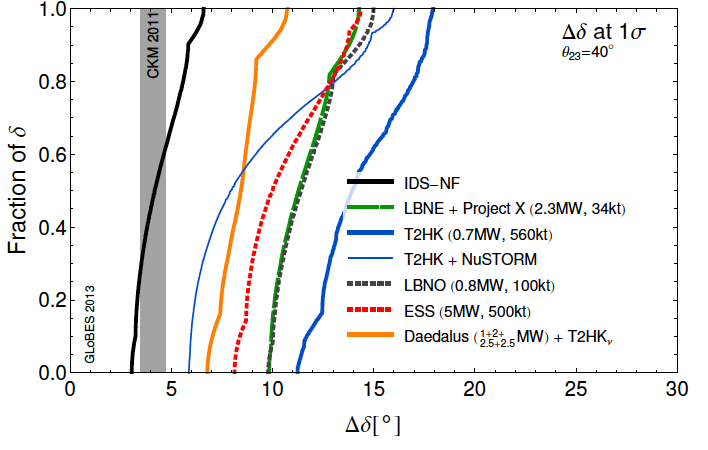 1.0
0.8
0.6
0.4
0.2
0.0
Fraction of δ
CKM 2011
GLoBES 2013
Δδ at 1σ
θ23=40°
IDS−NF
LBNE + Project X (2.3MW, 34kt)
T2HK (0.7MW, 560kt)
T2HK + NuSTORM
LBNO (0.8MW, 100kt)
ESS (5MW, 500kt)
Daedalus (1+2+2.5+2.5 MW) + T2HKν
0 5 10 15 20 25 30
Δδ[°]